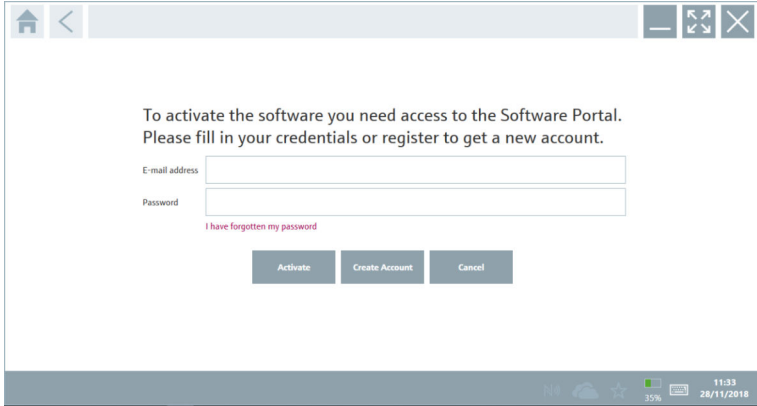 To activate the software you need access to the Software Portal.
Please fill in your credentials or register to get a new account.
E-mail address
Password
I have forgotten my password
Activate
Create Account
Cancel
35%
11:33
28/11/2018